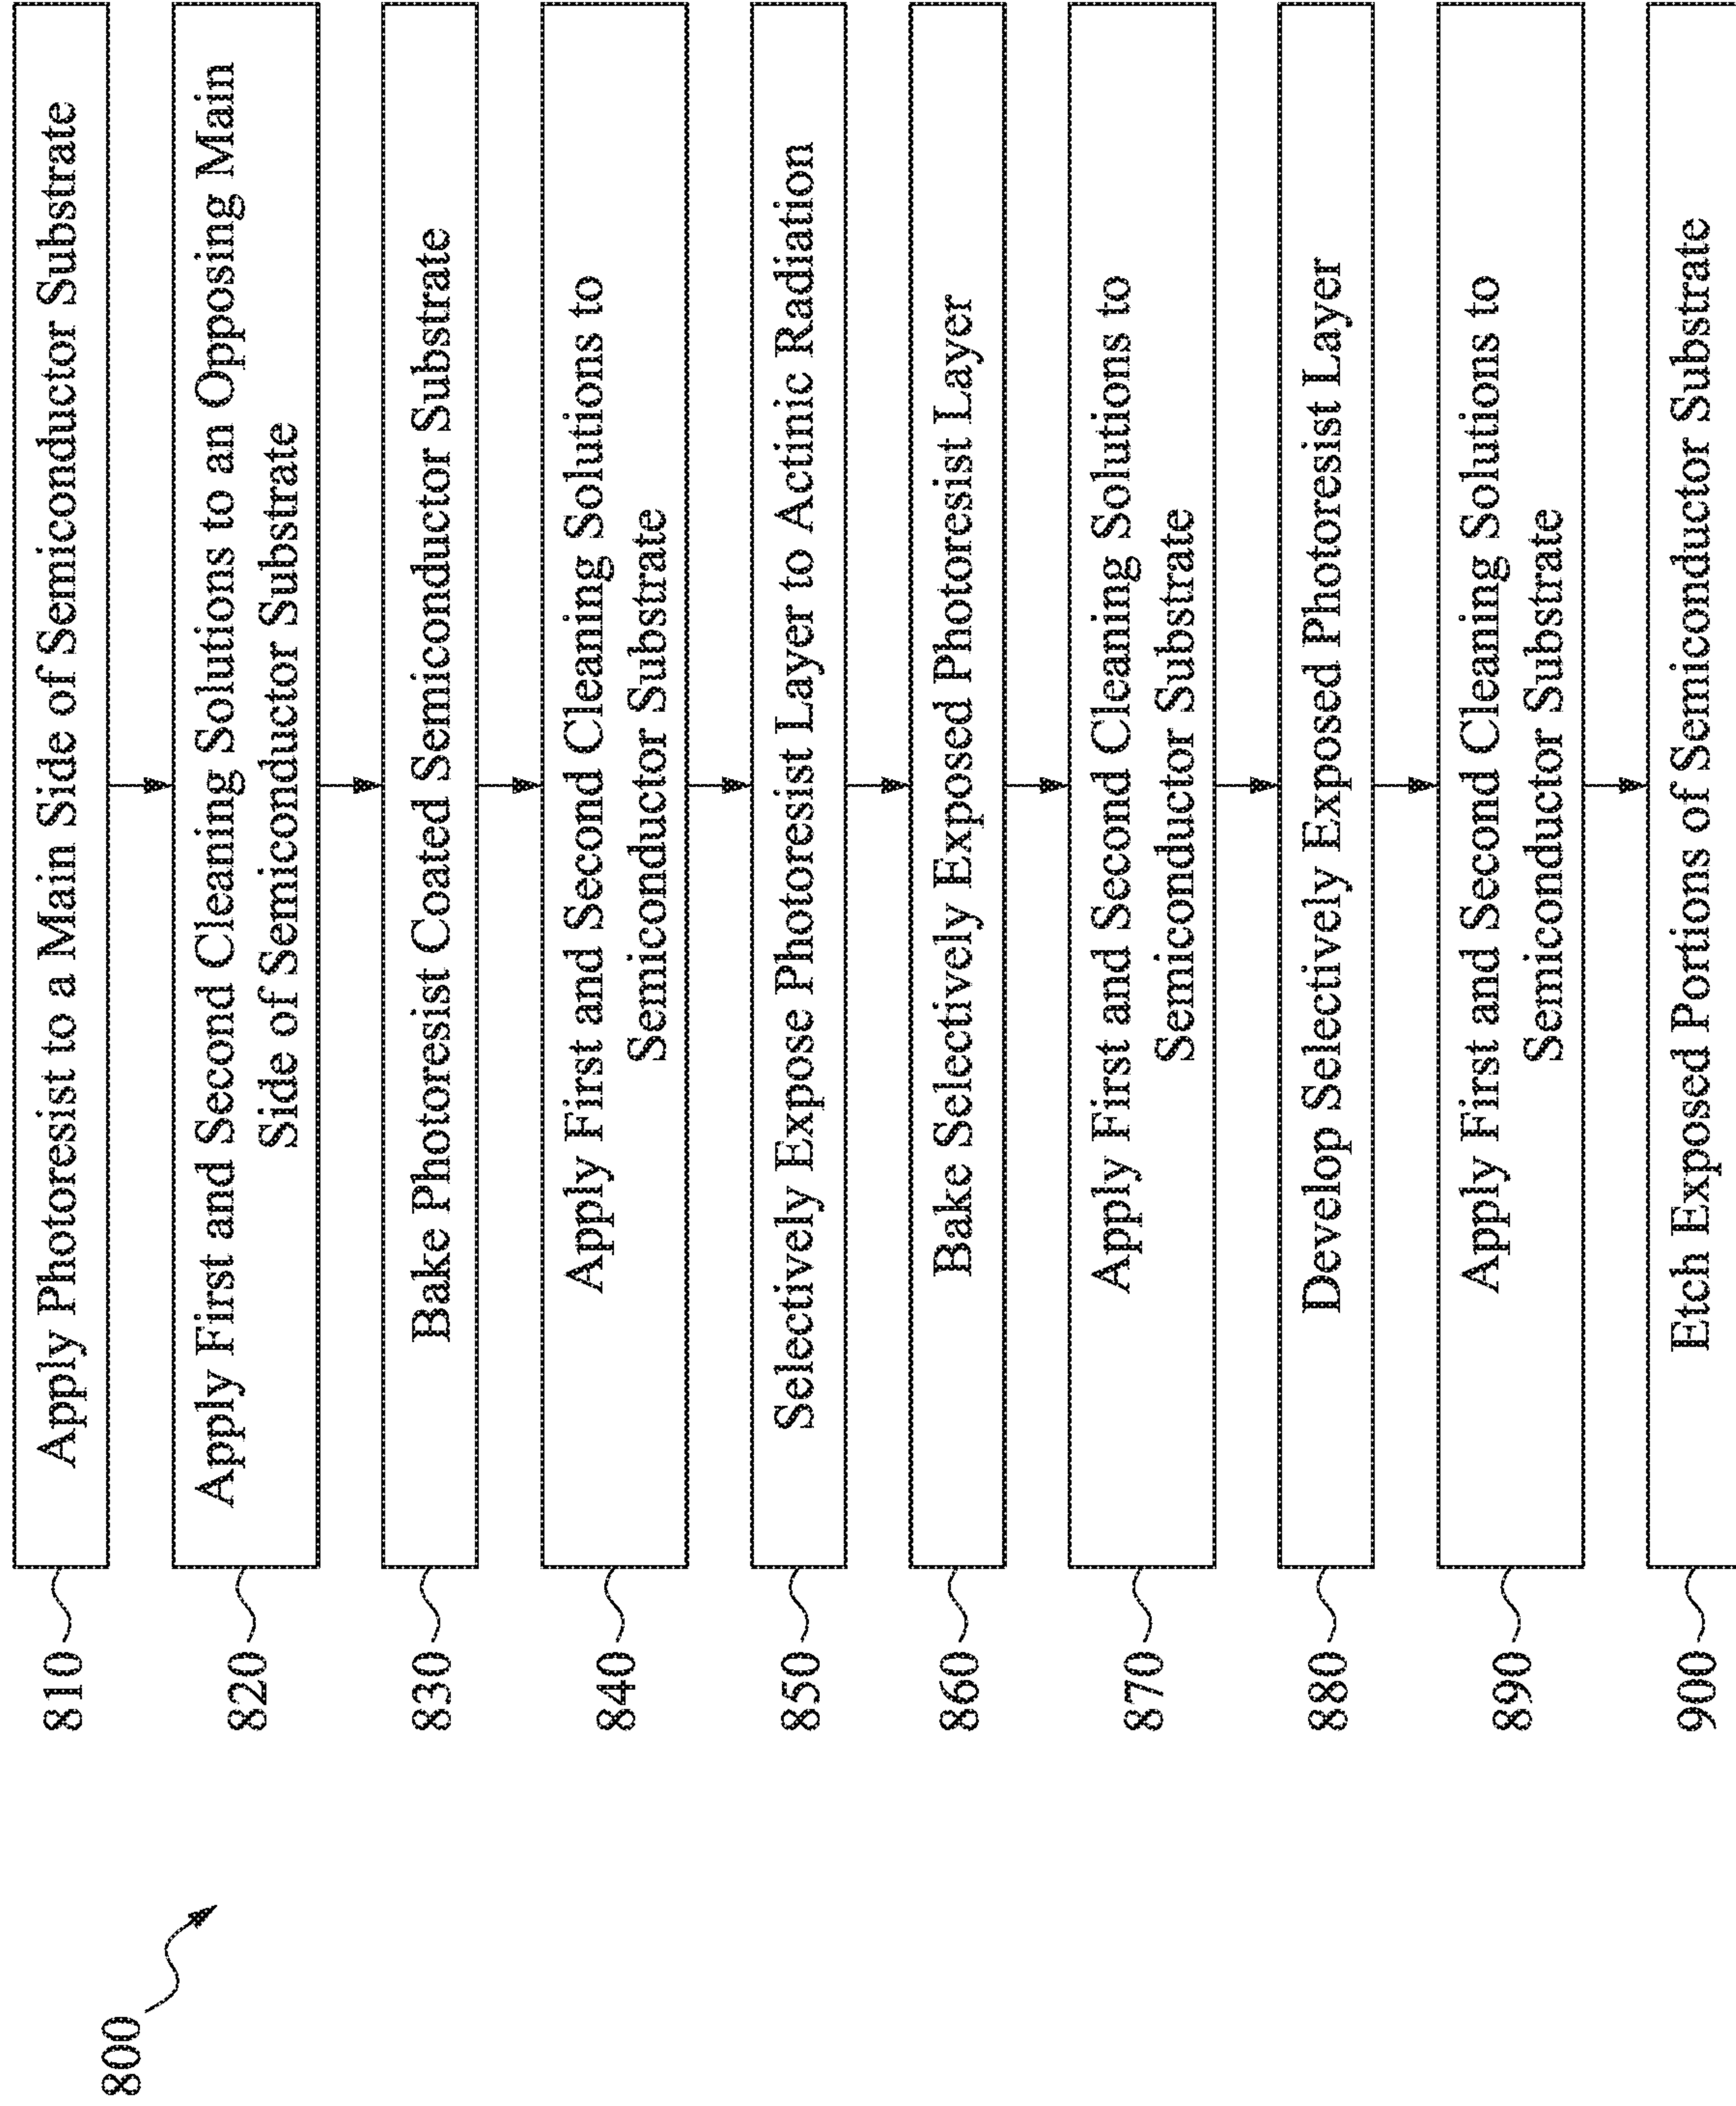 800
810
Apply Photoresist to a Main Side of Semiconductor Substrate
820
Apply First and Second Cleaning Solutions to an Opposing Main
Side of Semiconductor Substrate
830
Bake Photoresist Coated Semiconductor Substrate
840
Apply First and Second Cleaning Solutions to
Semiconductor Substrate
850
Selectively Expose Photoresist Layer to Actinic Radiation
860
Bake Selectively Exposed Photoresist Layer
870
Apply First and Second Cleaning Solutions to
Semiconductor Substrate
880
Develop Selectively Exposed Photoresist Layer
890
Apply First and Second Cleaning Solutions to
Semiconductor Substrate
900
Etch Exposed Portions of Semiconductor Substrate